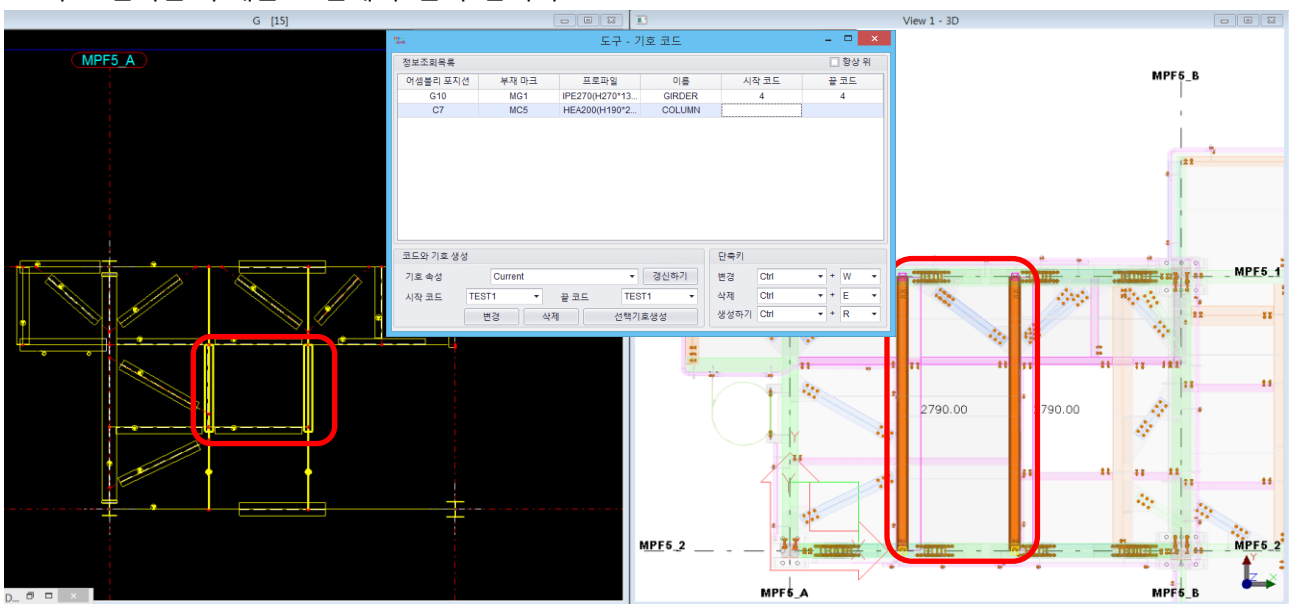 G [15]
View 1 - 3D
도구 - 기호 코드
정보조회목록
항상 위
어셈블리 포지션 부재 마크 프로파일 이름 시작 코드 끝 코드
G10 MG1 IPE270(H270*13... GIRDER 4 4
C7 MC5 HEA200(H190*2... COLUMN
코드와 기호 생성
기호 속성 Current 갱신하기
시작 코드 TEST1 끝 코드 TEST1
변경 삭제 선택기호생성
단축키
변경 Ctrl + W
삭제 Ctrl + E
생성하기 Ctrl + R
MPF5_A
MPF5_B
MPF5_1
2790.00
2790.00
Y
Y
X
MPF5_2
MPF5_2
MPF5_A
MPF5_B
Y
Z
X
D...